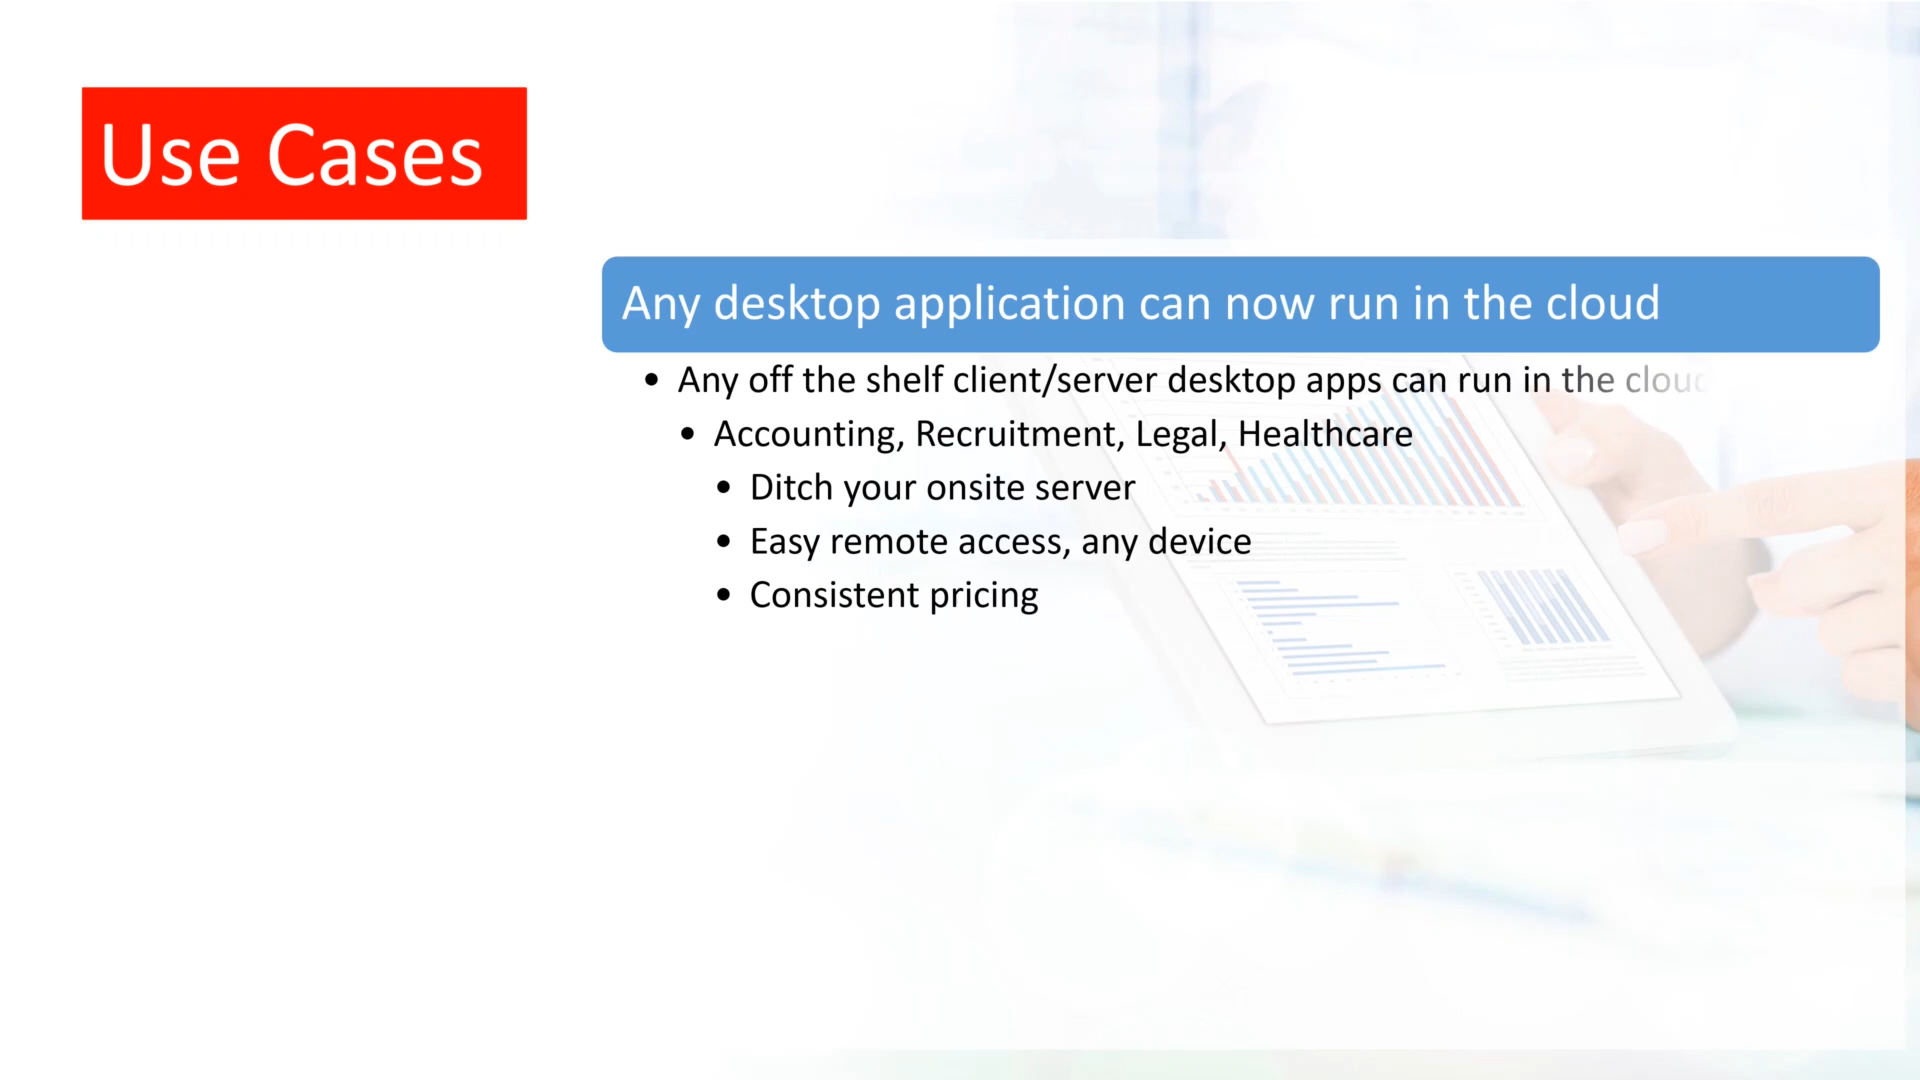 Use Cases
Any desktop application can now run in the cloud
• Any off the shelf client/server desktop apps can run in the cloud
• Accounting, Recruitment, Legal, Healthcare
• Ditch your onsite server
• Easy remote access, any device
• Consistent pricing